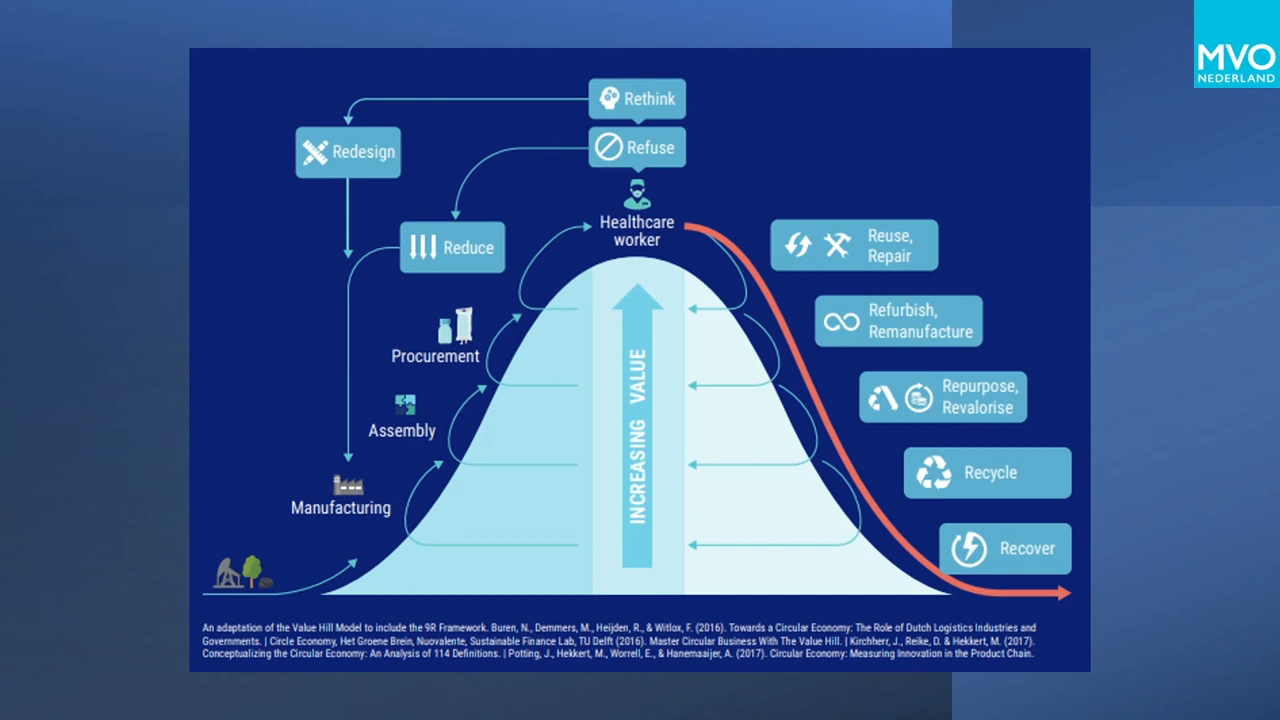 MVO
NEDERLAND
Rethink
Redesign
Refuse
Healthcare
worker
Reduce
Reuse,
Repair
Refurbish,
Remanufacture
Procurement
INCREASING VALUE
Repurpose,
Revalorise
Assembly
Recycle
Manufacturing
Recover
An adaptation of the Value Hill Model to include the 9R Framework. Buren, N., Demmers, M., Heijden, R., & Witlox, F. (2016). Towards a Circular Economy: The Role of Dutch Logistics Industries and
Governments. | Circle Economy, Het Groene Brein, Nuovalente, Sustainable Finance Lab, TU Delft (2016). Master Circular Business With The Value Hill. | Kirchherr, J., Reike, D. & Hekkert, M. (2017).
Conceptualizing the Circular Economy: An Analysis of 114 Definitions. | Potting, J., Hekkert, M., Worrell, E., & Hanemaaijer, A. (2017). Circular Economy: Measuring Innovation in the Product Chain.